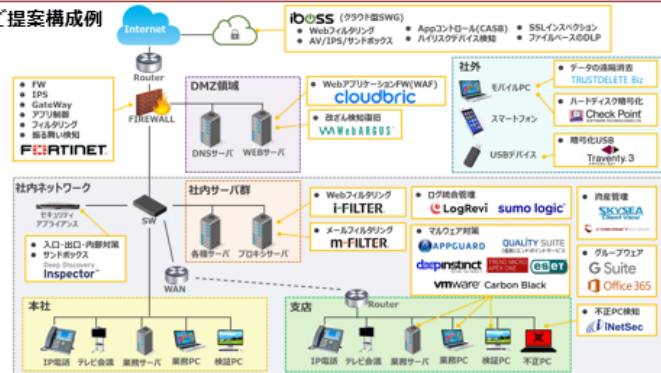 ご提案構成例
Internet
iboss (クラウド型SWG)
● Webフィルタリング
● AV/IPS/サンドボックス
● Appコントロール(CASB)
● ハイリスクデバイス検知
● SSLインスペクション
● ファイルベースのDLP
Router
● FW
● IPS
● GateWay
● アプリ制御
● フィルタリング
● 振る舞い検知
FORTINET
FIREWALL
DMZ領域
DNSサーバ
WEBサーバ
● WebアプリケーションFW(WAF)
cloudbric
● 改ざん検知復旧
WebARGUS
社外
モバイルPC
スマートフォン
USBデバイス
● データの遠隔消去
TRUSTDELETE Biz
● ハードディスク暗号化
Check Point
● 暗号化USB
Traventy.3
社内ネットワーク
セキュリティ
アプライアンス
● 入口・出口・内部対策
● サンドボックス
Deep Discovery
Inspector
SW
WAN
社内サーバ群
各種サーバ
プロキシサーバ
● Webフィルタリング
i-FILTER
● メールフィルタリング
m-FILTER
● ログ統合管理
LogRevi
sumo logic
● マルウェア対策
APPGUARD
QUALITY SUITE
deepinstinct
TREND MICRO
APEX ONE
eset
vmware Carbon Black
● 資産管理
SKYSEA
Client View
● グループウェア
G Suite
Office 365
● 不正PC検知
iNetSec
Router
本社
IP電話
テレビ会議
業務サーバ
業務PC
検証PC
支店
IP電話
テレビ会議
業務サーバ
業務PC
検証PC
不正PC